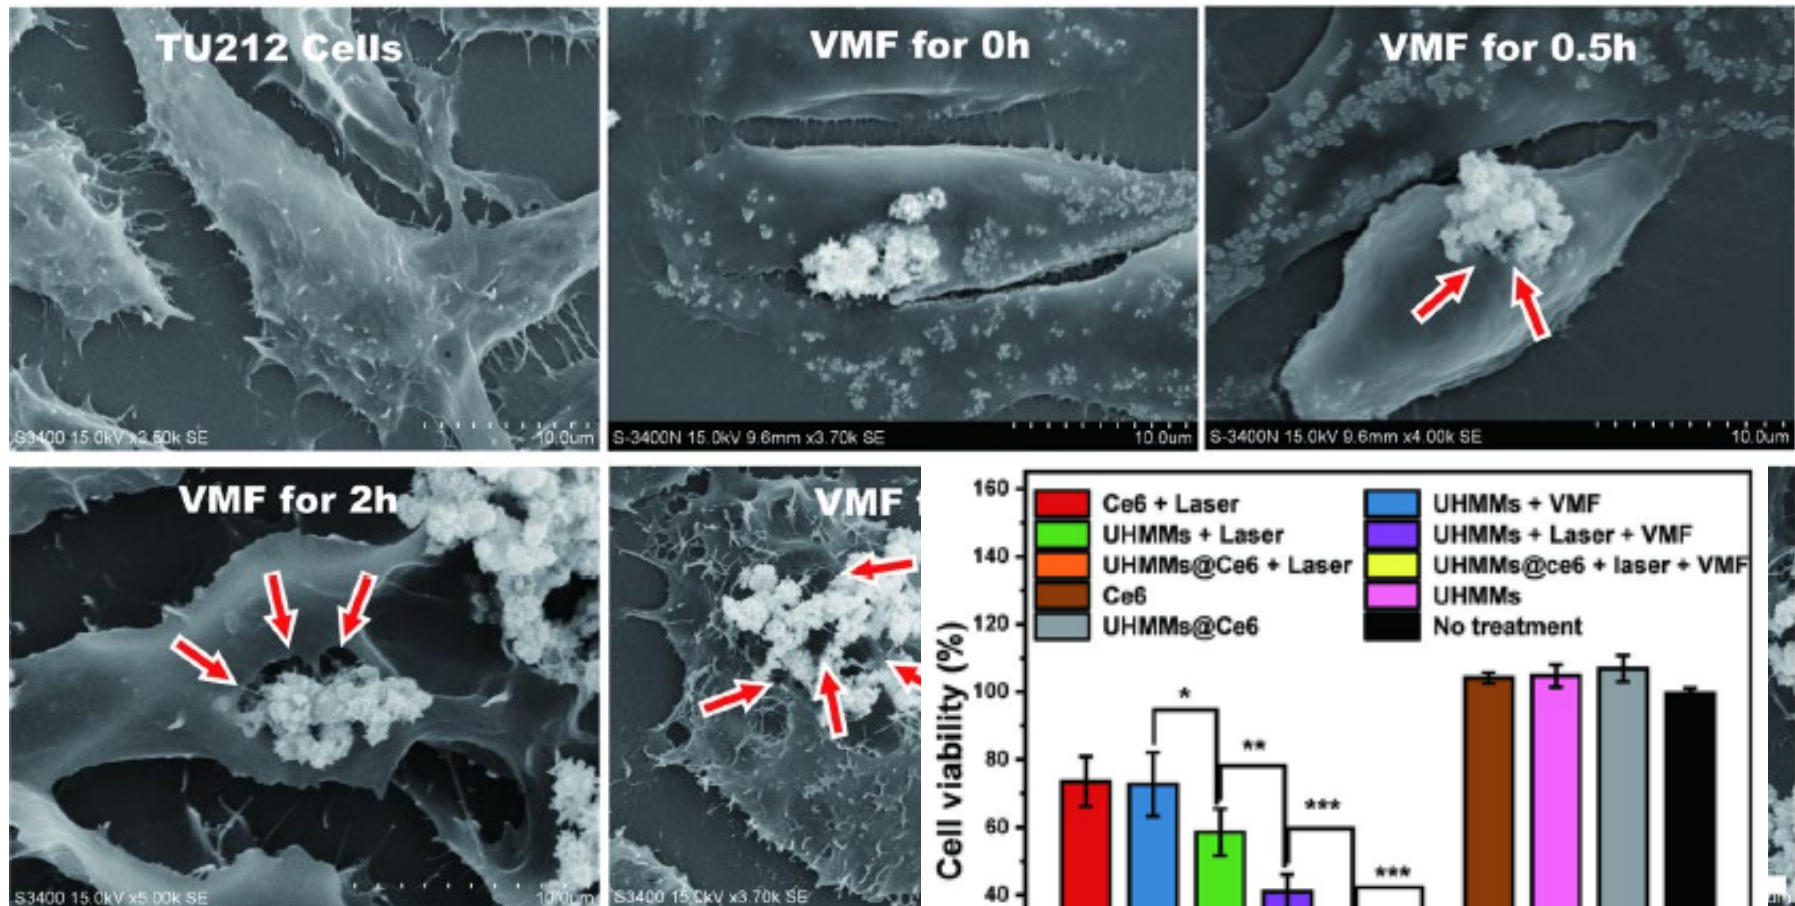 TU212 Cells
VMF for 0h
VMF for 0.5h
S3400 15.0kV x2.50k SE
10.0um
S-3400N 15.0kV 9.6mm x3.70k SE
10.0um
S-3400N 15.0kV 9.6mm x4.00k SE
10.0um
VMF for 2h
VMF f
S3400 15.0kV x5.00k SE
10.0um
S3400 15.0kV x3.70k SE
Cell viability (%)
160
140
120
100
80
60
40
Ce6 + Laser
UHMMs + Laser
UHMMs@Ce6 + Laser
Ce6
UHMMs@Ce6
UHMMs + VMF
UHMMs + Laser + VMF
UHMMs@ce6 + laser + VMF
UHMMs
No treatment
*
**
***
***